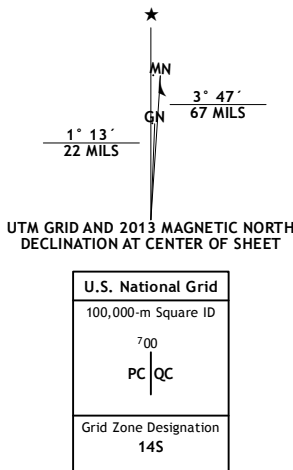 ★
MN
GN
3° 47´
67 MILS
1° 13´
22 MILS
UTM GRID AND 2013 MAGNETIC NORTH
DECLINATION AT CENTER OF SHEET
U.S. National Grid
100,000-m Square ID
⁷00
PC QC
Grid Zone Designation
14S